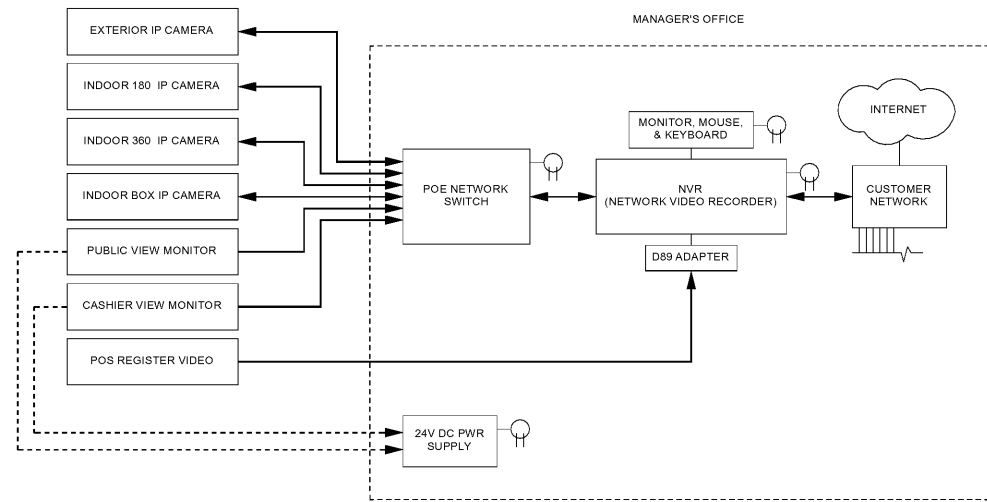 MANAGER'S OFFICE
EXTERIOR IP CAMERA
INDOOR 180 IP CAMERA
INDOOR 360 IP CAMERA
INDOOR BOX IP CAMERA
PUBLIC VIEW MONITOR
CASHIER VIEW MONITOR
POS REGISTER VIDEO
POE NETWORK
SWITCH
MONITOR, MOUSE,
& KEYBOARD
NVR
(NETWORK VIDEO RECORDER)
D89 ADAPTER
INTERNET
CUSTOMER
NETWORK
24V DC PWR
SUPPLY